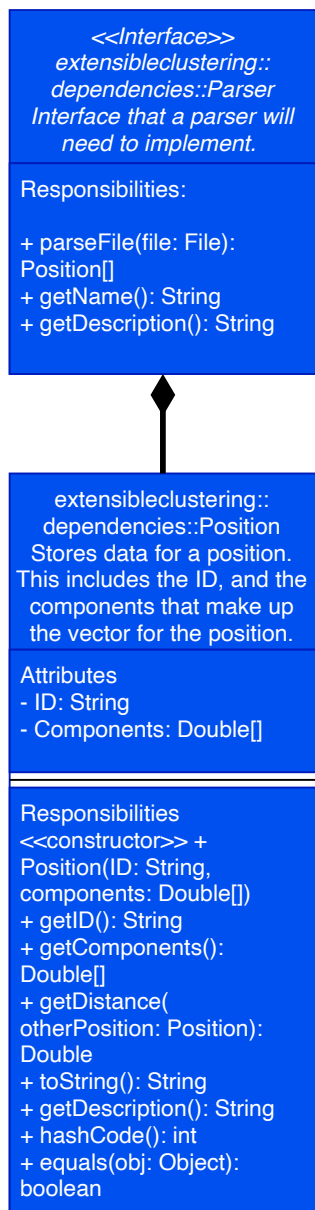 <<Interface>>
extensibleclustering::
dependencies::Parser
Interface that a parser will
need to implement.
Responsibilities:
+ parseFile(file: File):
Position[]
+ getName(): String
+ getDescription(): String
extensibleclustering::
dependencies::Position
Stores data for a position.
This includes the ID, and the
components that make up
the vector for the position.
Attributes
- ID: String
- Components: Double[]
Responsibilities
<<constructor>> +
Position(ID: String,
components: Double[])
+ getID(): String
+ getComponents():
Double[]
+ getDistance(
otherPosition: Position):
Double
+ toString(): String
+ getDescription(): String
+ hashCode(): int
+ equals(obj: Object):
boolean